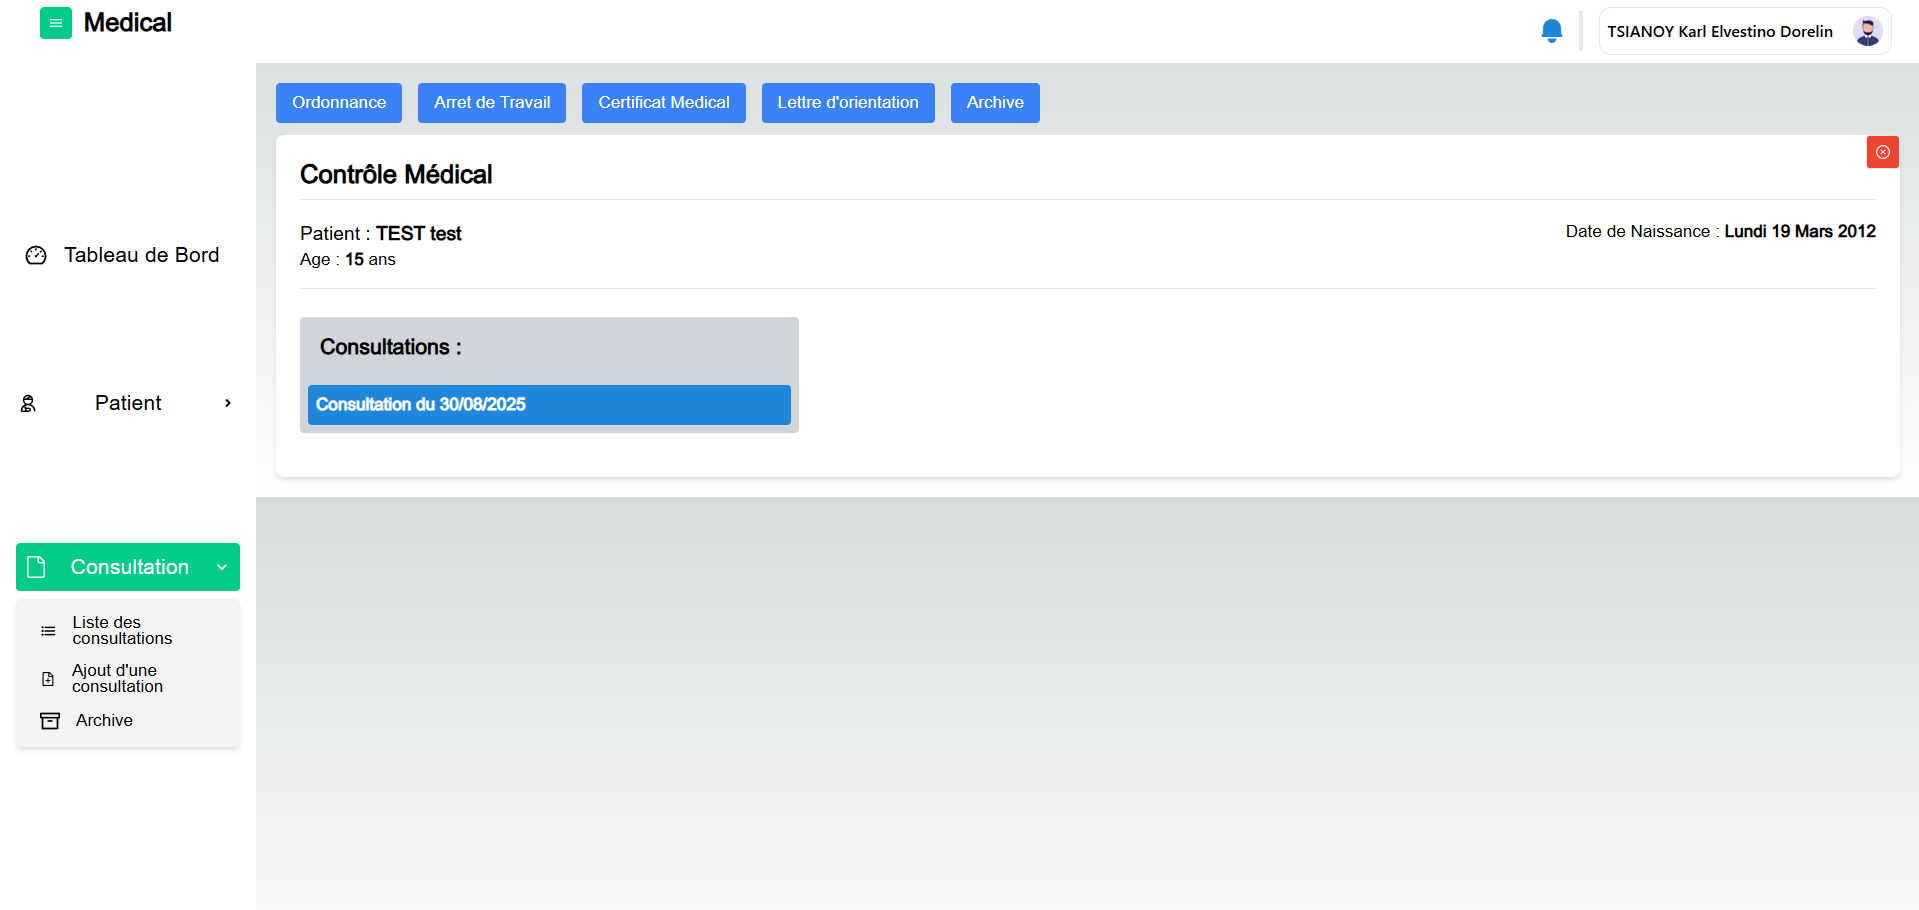 Medical
TSIANOY Karl Elvestino Dorelin
Ordonnance
Arret de Travail
Certificat Medical
Lettre d'orientation
Archive
Contrôle Médical
Patient : TEST test
Date de Naissance : Lundi 19 Mars 2012
Age : 15 ans
Consultations :
Consultation du 30/08/2025
Tableau de Bord
Patient
Consultation
Liste des
consultations
Ajout d'une
consultation
Archive